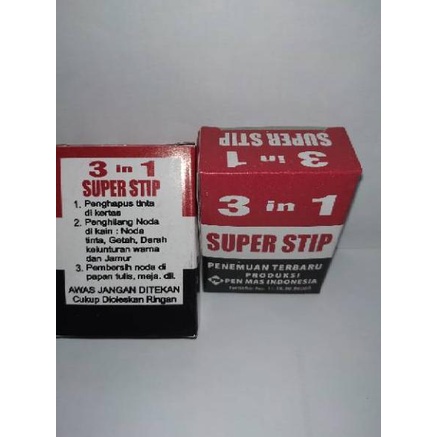 3 in 1
SUPER STIP
1. Penghapus tinta
di kertas
2. Penghilang Noda
di kain : Noda
tinta, Getah, Darah
kelunturan warna
dan Jamur
3. Pembersih noda di
papan tulis, meja. dll.
AWAS JANGAN DITEKAN
Cukup Dioleskan Ringan
3 in 1
SUPER STIP
3 in 1
SUPER STIP
PENEMUAN TERBARU
PRODUKSI
PEN MAS INDONESIA